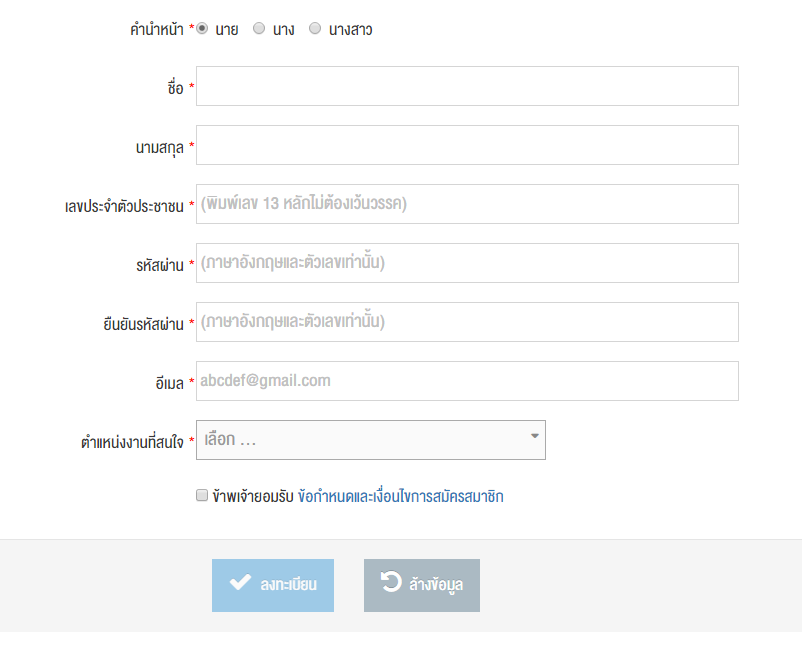 คำนำหน้า * นาย นาง นางสาว
ชื่อ *
นามสกุล *
เลขประจำตัวประชาชน * (พิมพ์เลข 13 หลักไม่ต้องเว้นวรรค)
รหัสผ่าน * (ภาษาอังกฤษและตัวเลขเท่านั้น)
ยืนยันรหัสผ่าน * (ภาษาอังกฤษและตัวเลขเท่านั้น)
อีเมล * abcdef@gmail.com
ตำแหน่งงานที่สนใจ * เลือก ...
ข้าพเจ้ายอมรับ ข้อกำหนดและเงื่อนไขการสมัครสมาชิก
ลงทะเบียน ล้างข้อมูล